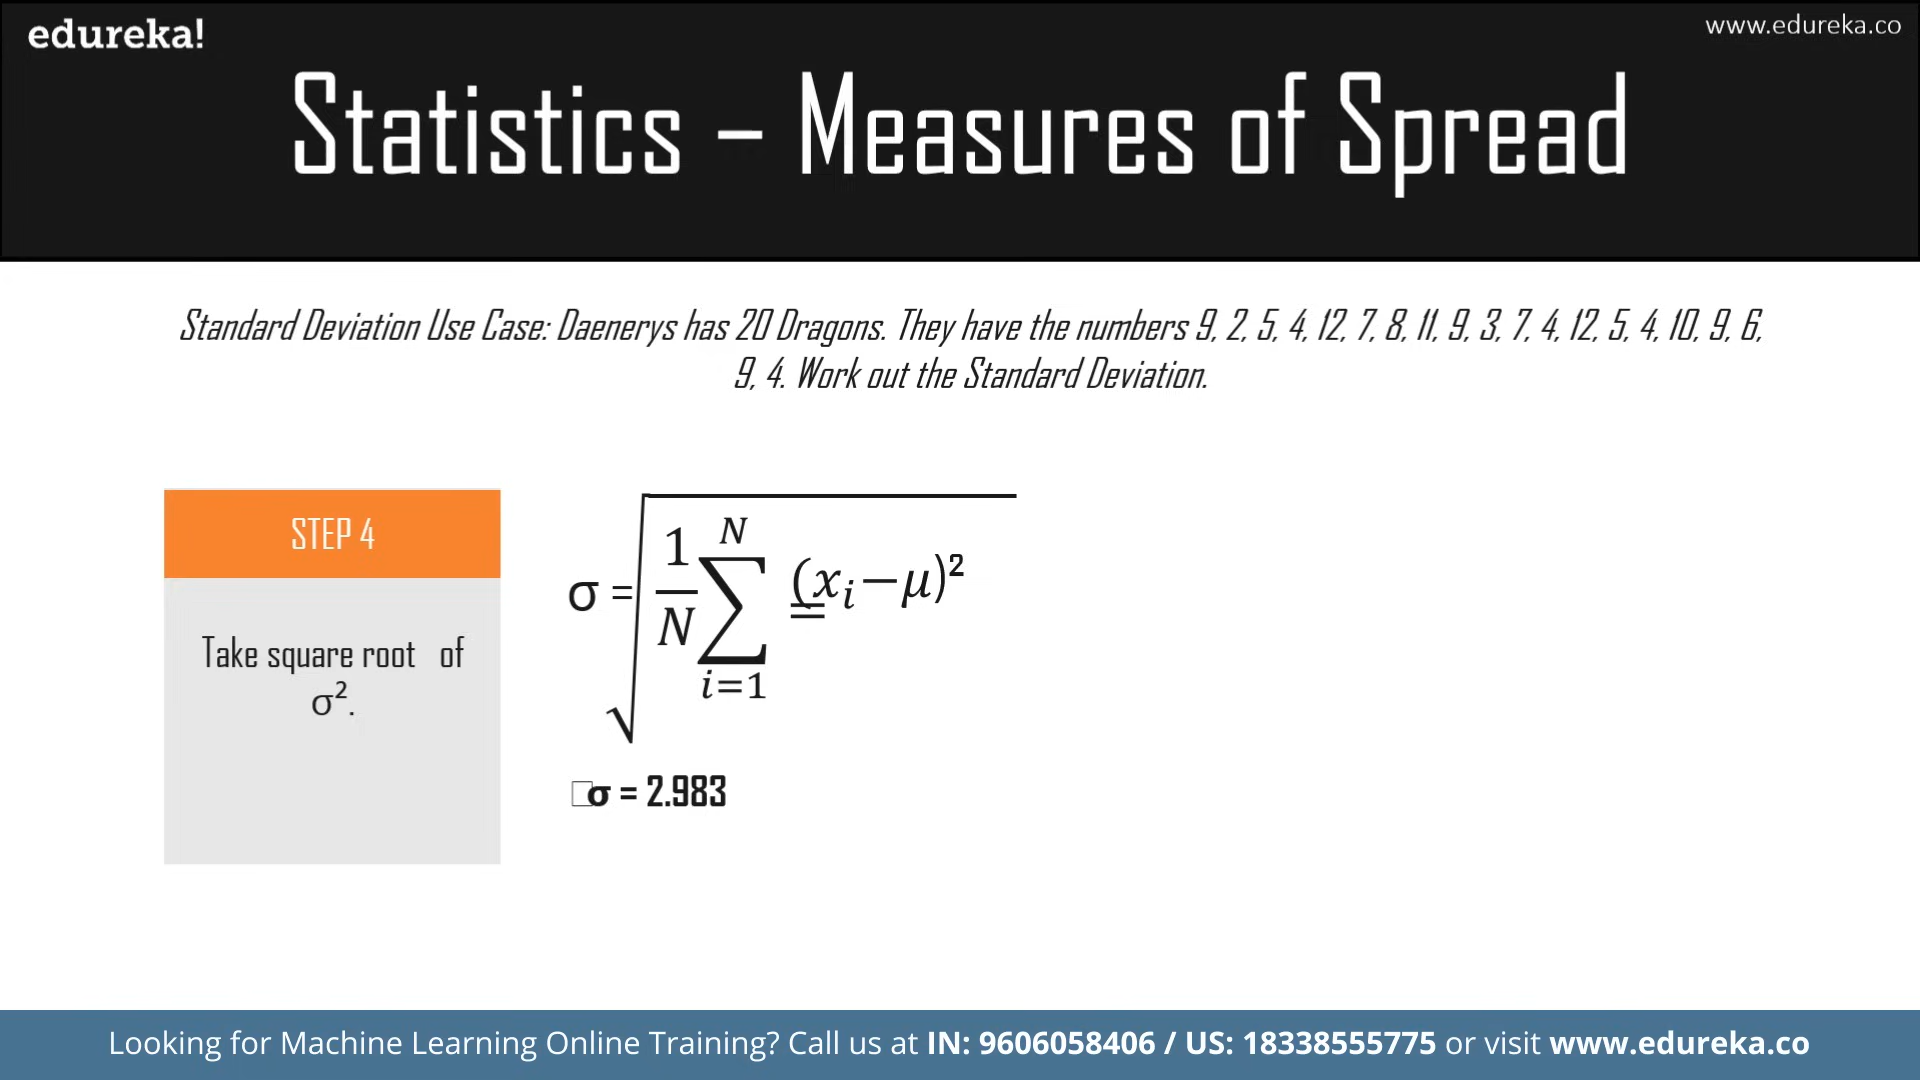 edureka!
www.edureka.co
Statistics – Measures of Spread
Standard Deviation Use Case: Daenerys has 20 Dragons. They have the numbers 9, 2, 5, 4, 12, 7, 8, 11, 9, 3, 7, 4, 12, 5, 4, 10, 9, 6,
9, 4. Work out the Standard Deviation.
STEP 4
Take square root of
σ².
σ = √ 1/N ∑ i=1 N (xᵢ−μ)²
□σ = 2.983
Looking for Machine Learning Online Training? Call us at IN: 9606058406 / US: 18338555775 or visit www.edureka.co